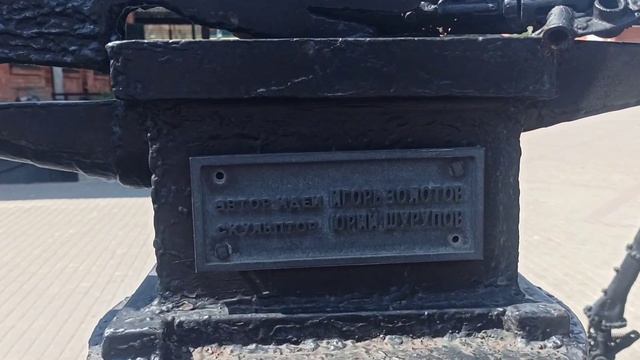 АВТОР ИДЕИ ИГОРЬ ЗОЛОТОВ
СКУЛЬПТОР ЮРИЙ ШУРУПОВ